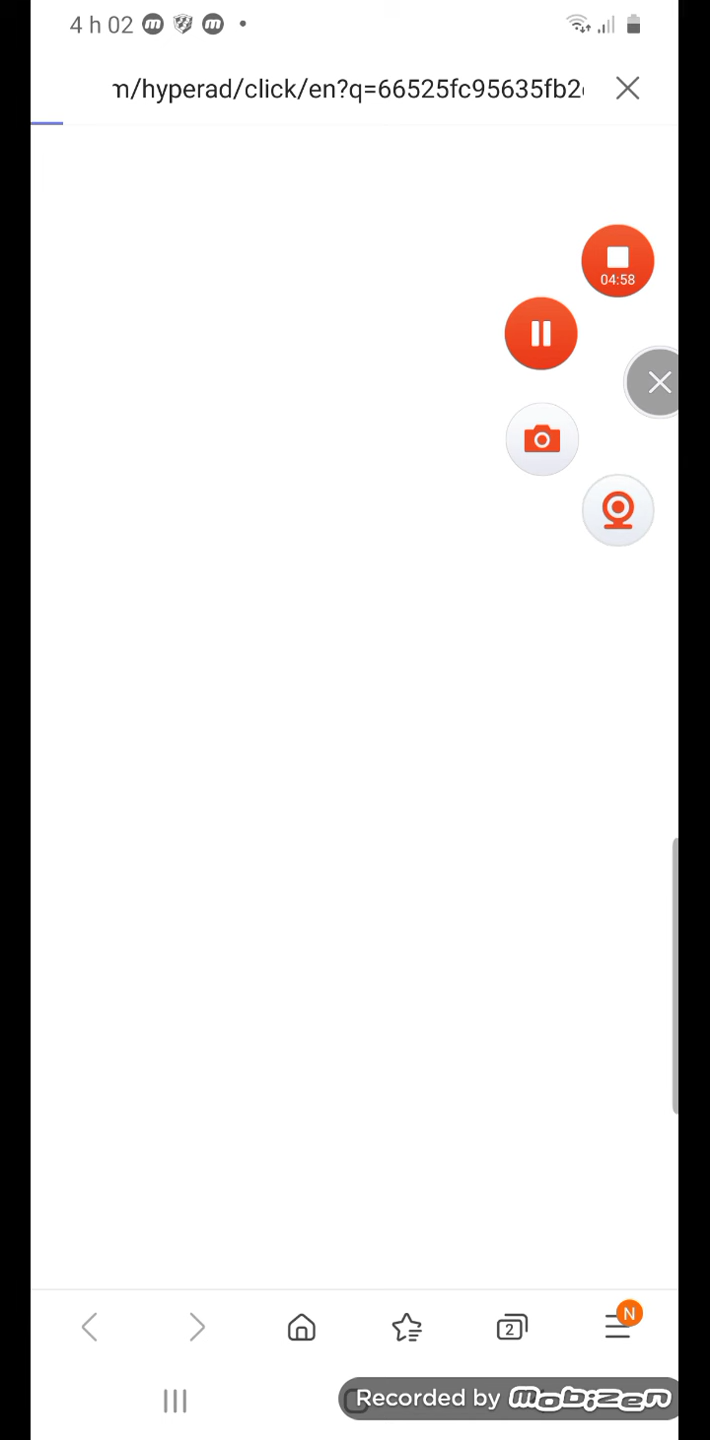 4 h 02
m/hyperad/click/en?q=66525fc95635fb2
04:58
2
N
Recorded by mobizen